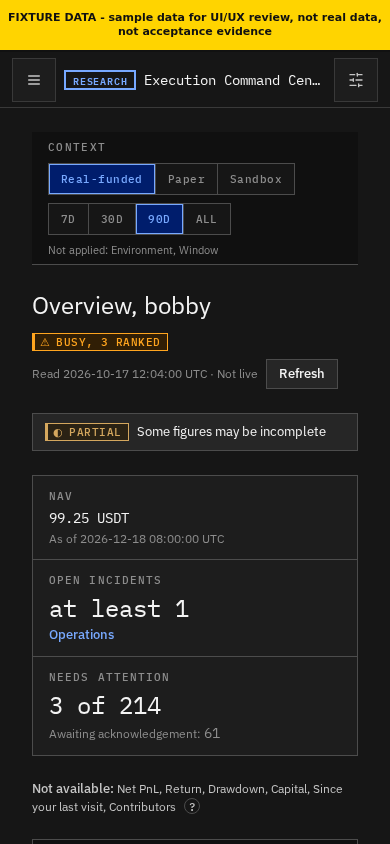 FIXTURE DATA - sample data for UI/UX review, not real data,
not acceptance evidence
RESEARCH Execution Command Cen…
CONTEXT
Real-funded Paper Sandbox
7D 30D 90D ALL
Not applied: Environment, Window
Overview, bobby
⚠ BUSY, 3 RANKED
Read 2026-10-17 12:04:00 UTC · Not live Refresh
◐ PARTIAL Some figures may be incomplete
NAV
99.25 USDT
As of 2026-12-18 08:00:00 UTC
OPEN INCIDENTS
at least 1
Operations
NEEDS ATTENTION
3 of 214
Awaiting acknowledgement: 61
Not available: Net PnL, Return, Drawdown, Capital, Since
your last visit, Contributors ?